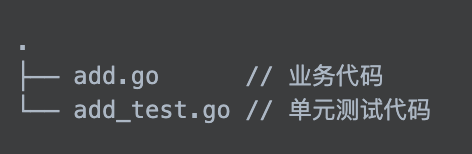 .
├── add.go       // 业务代码
└── add_test.go // 单元测试代码